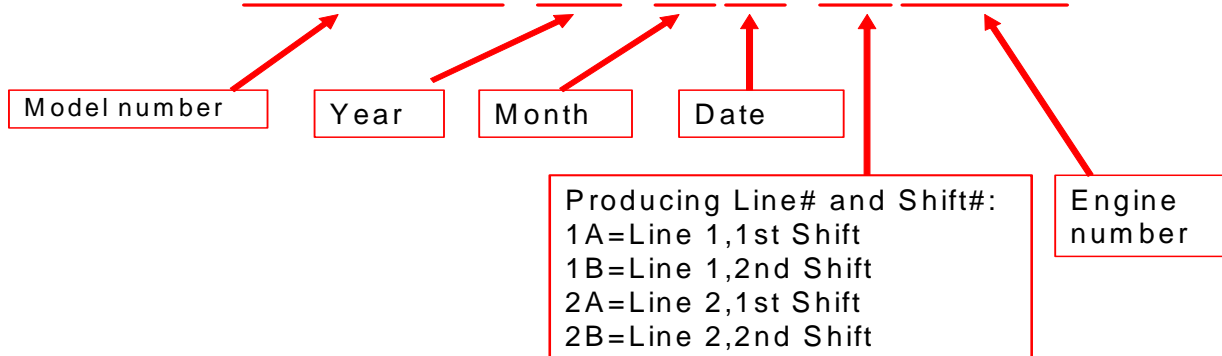 Model number
Year
Month
Date
Producing Line# and Shift#:
1A=Line 1,1st Shift
1B=Line 1,2nd Shift
2A=Line 2,1st Shift
2B=Line 2,2nd Shift
Engine
number